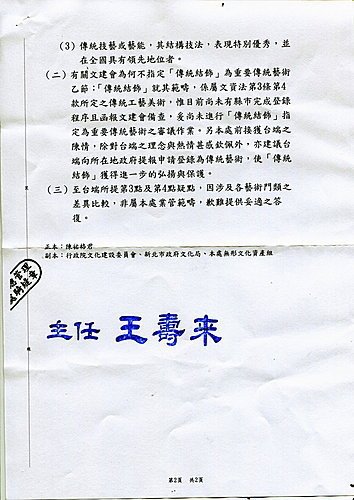 (3) 傳統技藝或藝能，其結構技法，表現特別優秀，並
在全國具有領先地位者。
(二) 有關文建會為何不指定「傳統結飾」為重要傳統藝術
乙節：「傳統結飾」就其範疇，係屬文資法第3條第4
款所定之傳統工藝美術，惟目前尚未有縣市完成登錄
程序且函報文建會備查，爰尚未進行「傳統結飾」指
定為重要傳統藝術之審議作業。另本處前接獲台端之
陳情，除對台端之理念與熱情甚感欽佩外，亦建議台
端向所在地政府提報申請登錄為傳統藝術，使「傳統
結飾」獲得進一步的弘揚與保護。
(三) 至台端所提第3點及第4點疑點，因涉及各藝術門類之
差異比較，非屬本處業管範疇，歉難提供妥適之答
復。
正本：陳裕格君
副本：行政院文化建設委員會、新北市政府文化局、本處無形文化資產組
主任 王壽來
第2頁 共2頁